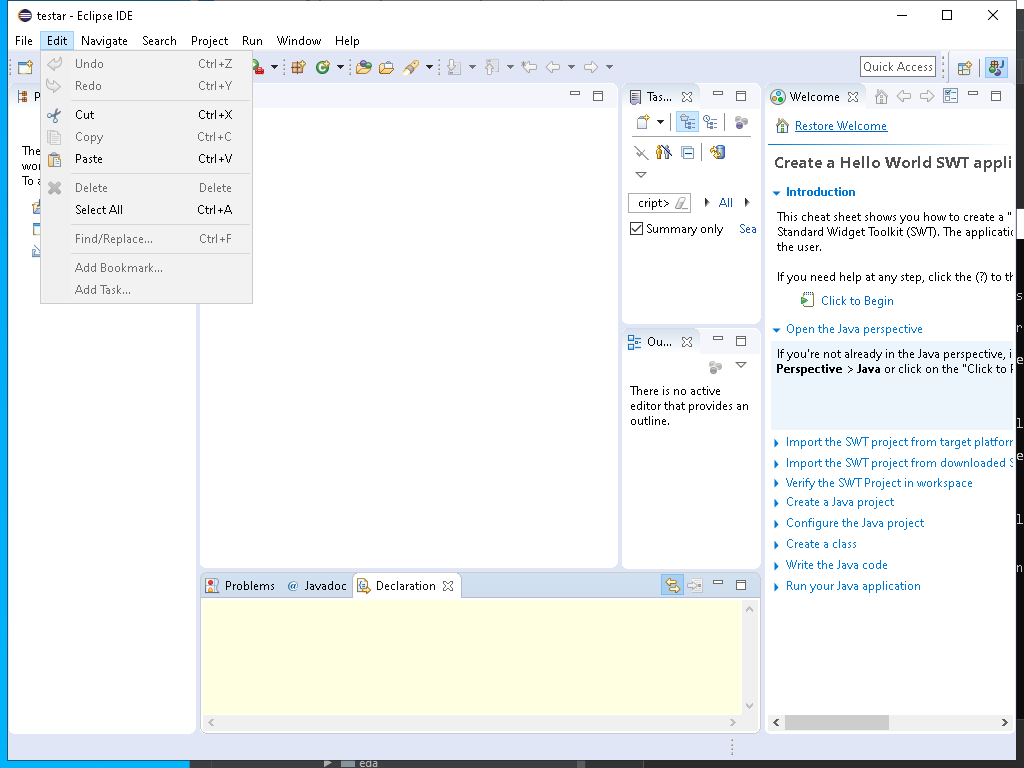 testar - Eclipse IDE
File Edit Navigate Search Project Run Window Help
Quick Access
Undo Ctrl+Z
Redo Ctrl+Y
Cut Ctrl+X
Copy Ctrl+C
Paste Ctrl+V
Delete Delete
Select All Ctrl+A
Find/Replace... Ctrl+F
Add Bookmark...
Add Task...
P
The
wor
To a
Tas...
cript> All
Summary only Sea
Ou...
There is no active
editor that provides an
outline.
Welcome
Restore Welcome
Create a Hello World SWT appli
Introduction
This cheat sheet shows you how to create a "
Standard Widget Toolkit (SWT). The applicatio
the user.
If you need help at any step, click the (?) to th
Click to Begin
Open the Java perspective
If you're not already in the Java perspective, i
Perspective > Java or click on the "Click to P
Import the SWT project from target platform
Import the SWT project from downloaded S
Verify the SWT Project in workspace
Create a Java project
Configure the Java project
Create a class
Write the Java code
Run your Java application
Problems @ Javadoc Declaration
eda